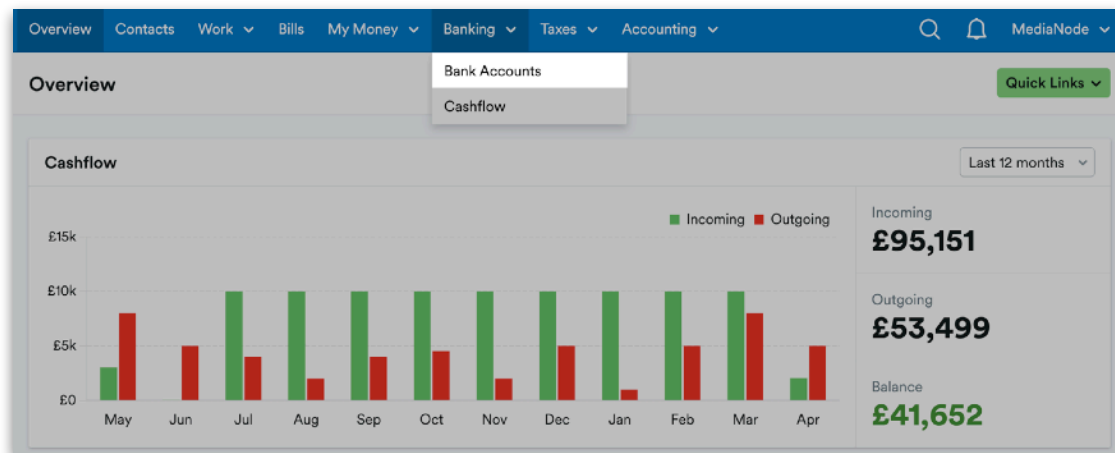 Overview Contacts Work Bills My Money Banking Taxes Accounting MediaNode
Bank Accounts
Cashflow
Overview
Quick Links
Cashflow
Last 12 months
Incoming Outgoing
£15k
£10k
£5k
£0
May Jun Jul Aug Sep Oct Nov Dec Jan Feb Mar Apr
Incoming
£95,151
Outgoing
£53,499
Balance
£41,652